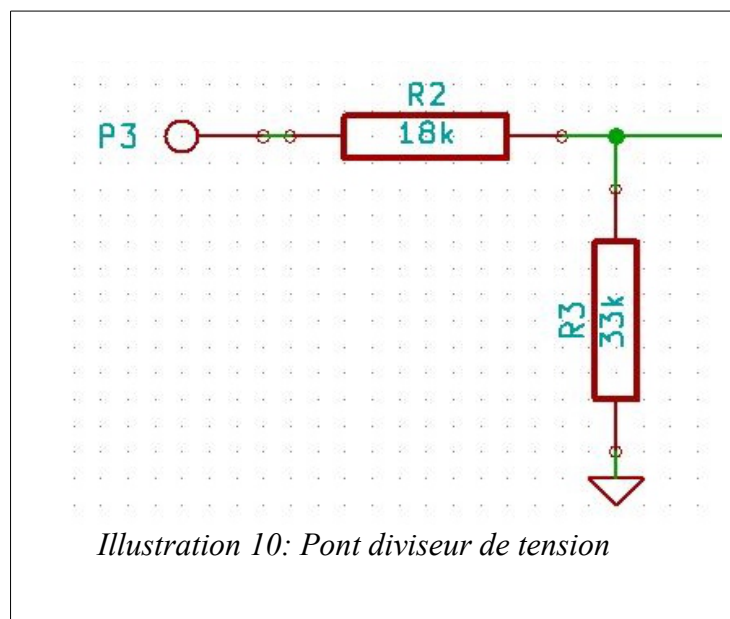 R2
P3
18k
R3
33k
Illustration 10: Pont diviseur de tension